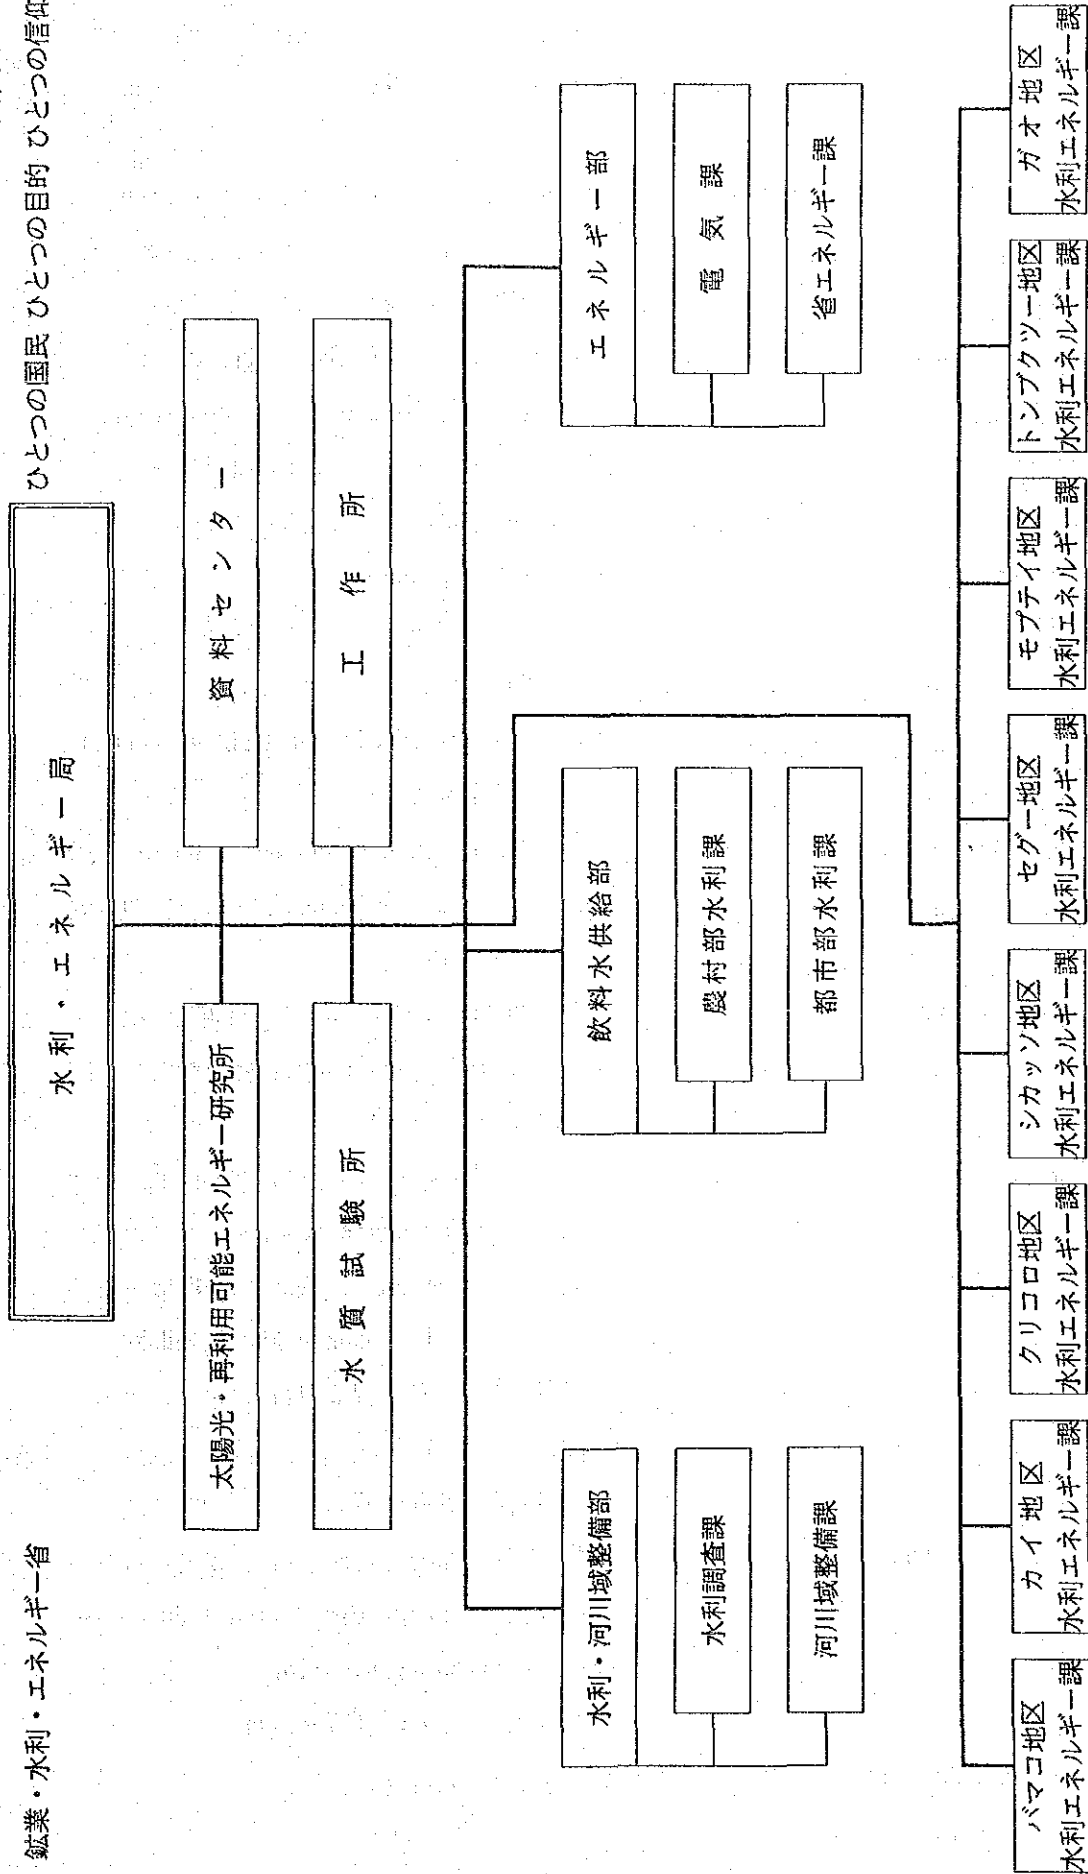 鉱業・水利・エネルギー省
ひとつの国民 ひとつの目的 ひとつの信仰
水利・エネルギー局
太陽光・再利用可能エネルギー研究所
資料センター
水質試験所
工作所
水利・河川域整備部
水利調査課
河川域整備課
飲料水供給部
農村部水利課
都市部水利課
エネルギー部
電気課
省エネルギー課
バマコ地区
水利エネルギー課
カイ地区
水利エネルギー課
クリコロ地区
水利エネルギー課
シカッソ地区
水利エネルギー課
セグー地区
水利エネルギー課
モプテイ地区
水利エネルギー課
トンブクツー地区
水利エネルギー課
ガオ地区
水利エネルギー課